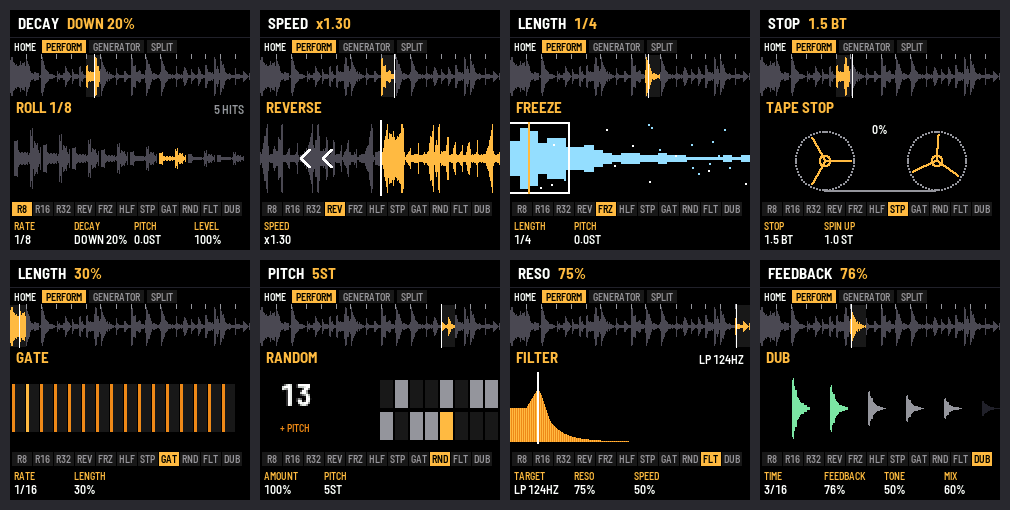 DECAY DOWN 20%
HOME PERFORM GENERATOR SPLIT
ROLL 1/8 5 HITS
R8 R16 R32 REV FRZ HLF STP GAT RND FLT DUB
RATE DECAY PITCH LEVEL
1/8 DOWN 20% 0.0ST 100%
SPEED x1.30
HOME PERFORM GENERATOR SPLIT
REVERSE
R8 R16 R32 REV FRZ HLF STP GAT RND FLT DUB
SPEED
x1.30
LENGTH 1/4
HOME PERFORM GENERATOR SPLIT
FREEZE
R8 R16 R32 REV FRZ HLF STP GAT RND FLT DUB
LENGTH PITCH
1/4 0.0ST
STOP 1.5 BT
HOME PERFORM GENERATOR SPLIT
TAPE STOP
0%
R8 R16 R32 REV FRZ HLF STP GAT RND FLT DUB
STOP SPIN UP
1.5 BT 1.0 ST
LENGTH 30%
HOME PERFORM GENERATOR SPLIT
GATE
R8 R16 R32 REV FRZ HLF STP GAT RND FLT DUB
RATE LENGTH
1/16 30%
PITCH 5ST
HOME PERFORM GENERATOR SPLIT
RANDOM
13
+ PITCH
R8 R16 R32 REV FRZ HLF STP GAT RND FLT DUB
AMOUNT PITCH
100% 5ST
RESO 75%
HOME PERFORM GENERATOR SPLIT
FILTER LP 124HZ
R8 R16 R32 REV FRZ HLF STP GAT RND FLT DUB
TARGET RESO SPEED
LP 124HZ 75% 50%
FEEDBACK 76%
HOME PERFORM GENERATOR SPLIT
DUB
R8 R16 R32 REV FRZ HLF STP GAT RND FLT DUB
TIME FEEDBACK TONE MIX
3/16 76% 50% 60%